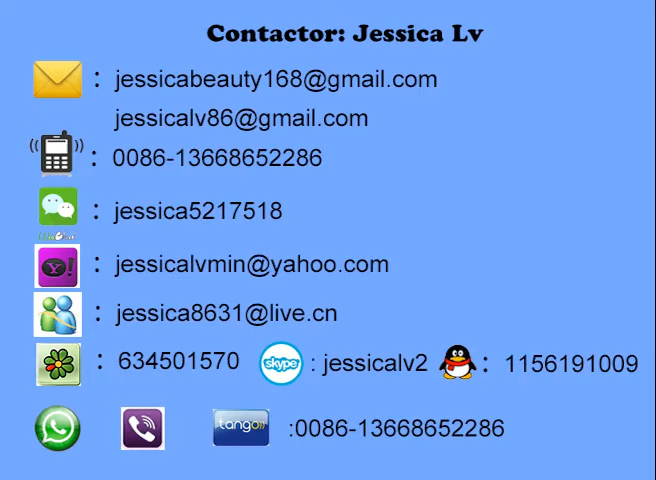 Contactor: Jessica Lv
: jessicabeauty168@gmail.com
jessicalv86@gmail.com
: 0086-13668652286
: jessica5217518
Y! : jessicalvmin@yahoo.com
: jessica8631@live.cn
: 634501570 skype : jessicalv2 : 1156191009
tango :0086-13668652286